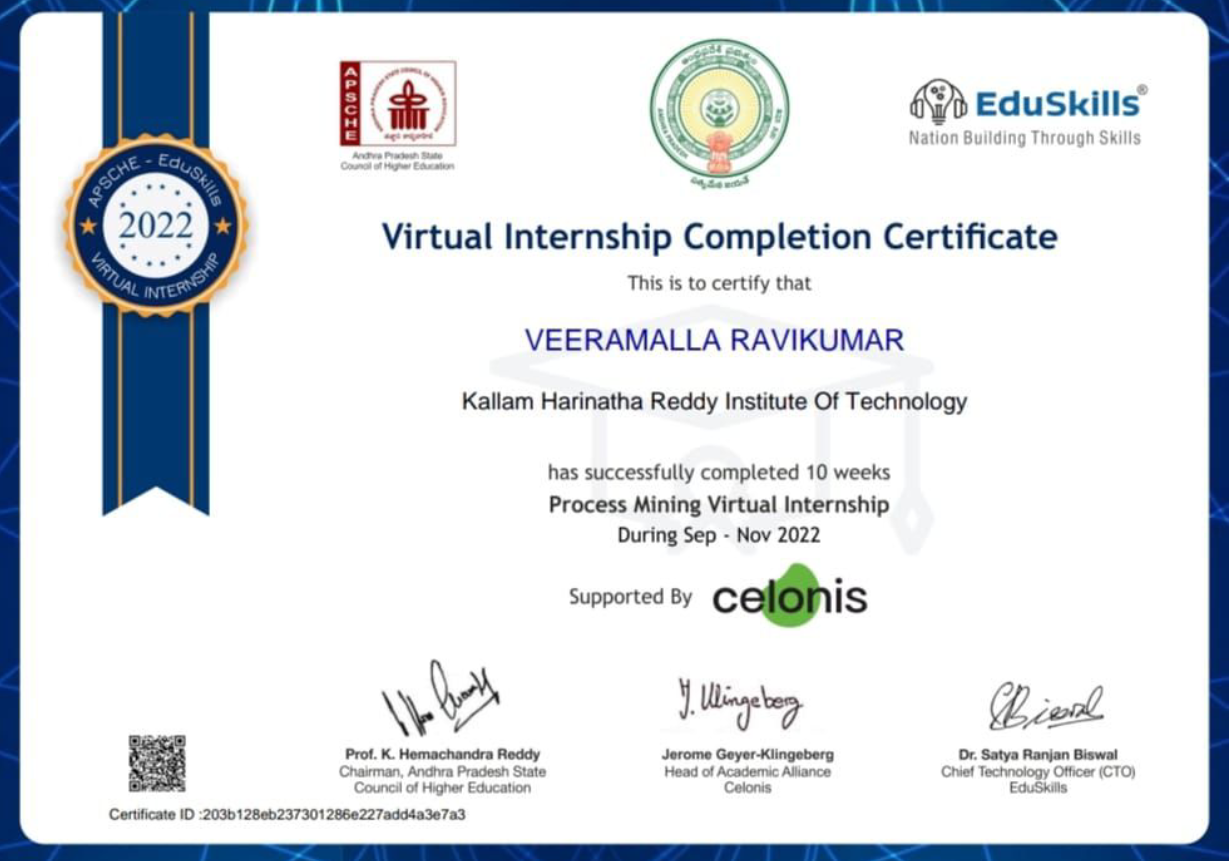 APSCHE - EduSkills
2022
VIRTUAL INTERNSHIP
APSCHE
Andhra Pradesh State
Council of Higher Education
EduSkills®
Nation Building Through Skills
Virtual Internship Completion Certificate
This is to certify that
VEERAMALLA RAVIKUMAR
Kallam Harinatha Reddy Institute Of Technology
has successfully completed 10 weeks
Process Mining Virtual Internship
During Sep - Nov 2022
Supported By celonis
J. Klingeberg
Prof. K. Hemachandra Reddy
Chairman, Andhra Pradesh State
Council of Higher Education
Jerome Geyer-Klingeberg
Head of Academic Alliance
Celonis
Dr. Satya Ranjan Biswal
Chief Technology Officer (CTO)
EduSkills
Certificate ID :203b128eb237301286e227add4a3e7a3